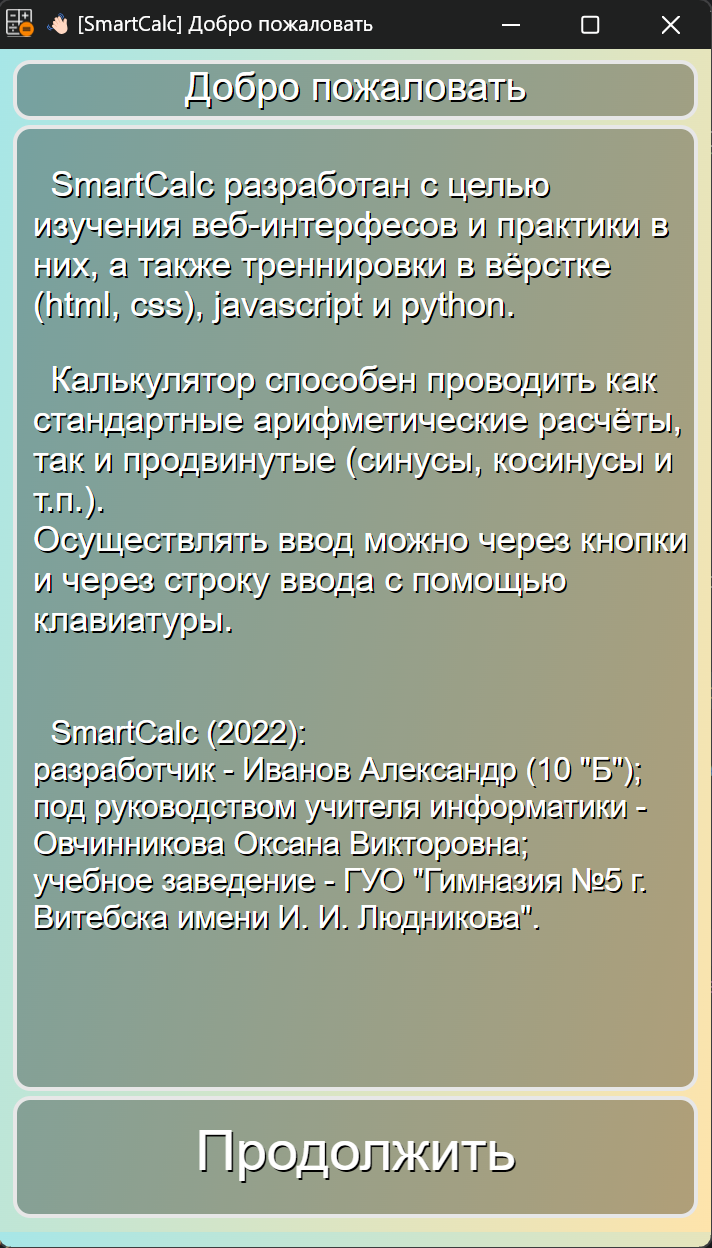 [SmartCalc] Добро пожаловать
Добро пожаловать
SmartCalc разработан с целью
изучения веб-интерфесов и практики в
них, а также треннировки в вёрстке
(html, css), javascript и python.
Калькулятор способен проводить как
стандартные арифметические расчёты,
так и продвинутые (синусы, косинусы и
т.п.).
Осуществлять ввод можно через кнопки
и через строку ввода с помощью
клавиатуры.
SmartCalc (2022):
разработчик - Иванов Александр (10 "Б");
под руководством учителя информатики -
Овчинникова Оксана Викторовна;
учебное заведение - ГУО "Гимназия №5 г.
Витебска имени И. И. Людникова".
Продолжить